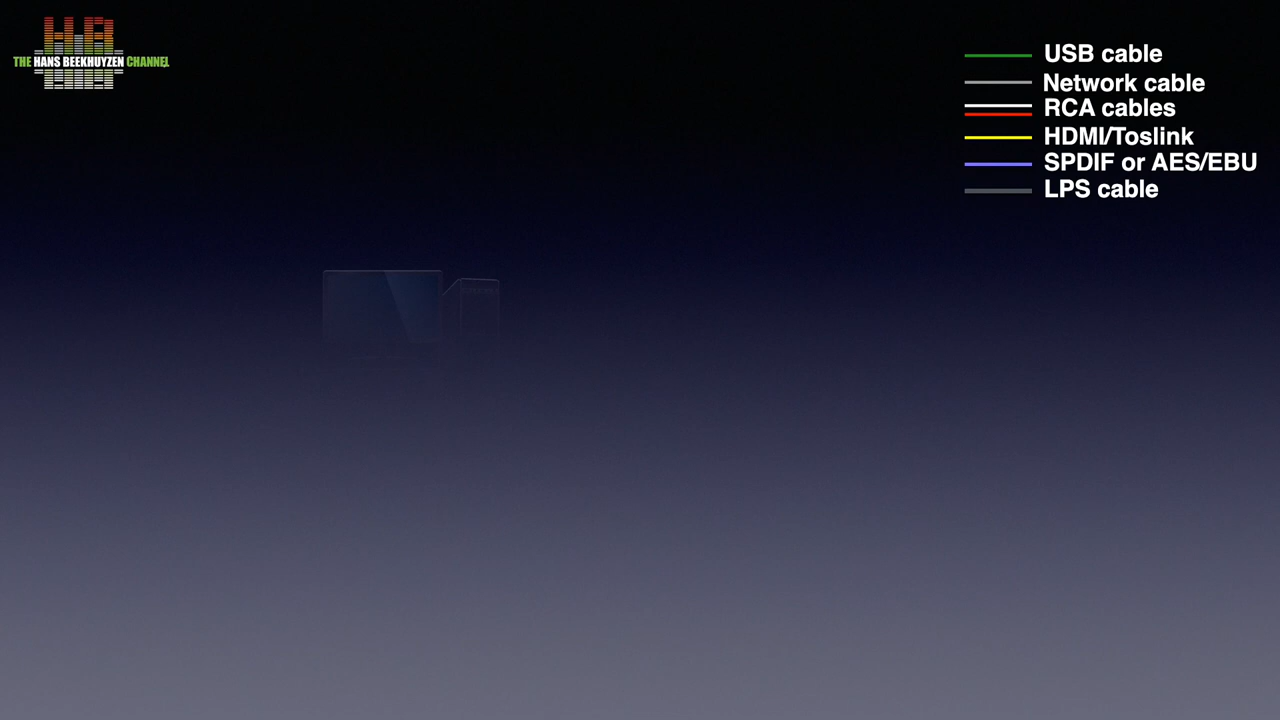 THE HANS BEEKHUYZEN CHANNEL
USB cable
Network cable
RCA cables
HDMI/Toslink
SPDIF or AES/EBU
LPS cable